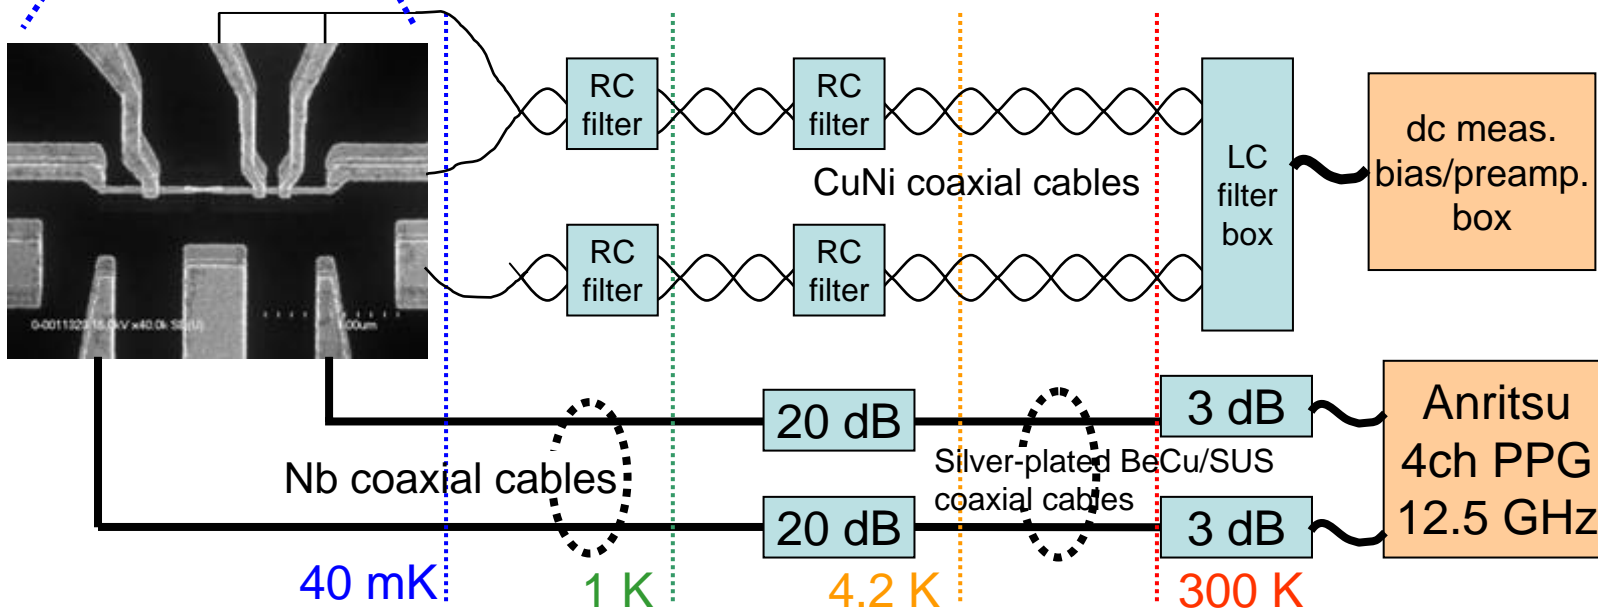 RC
filter
RC
filter
CuNi coaxial cables
LC
filter
box
dc meas.
bias/preamp.
box
RC
filter
RC
filter
1.00um
20 dB
3 dB
Anritsu
4ch PPG
12.5 GHz
Nb coaxial cables
Silver-plated BeCu/SUS
coaxial cables
20 dB
3 dB
40 mK
1 K
4.2 K
300 K